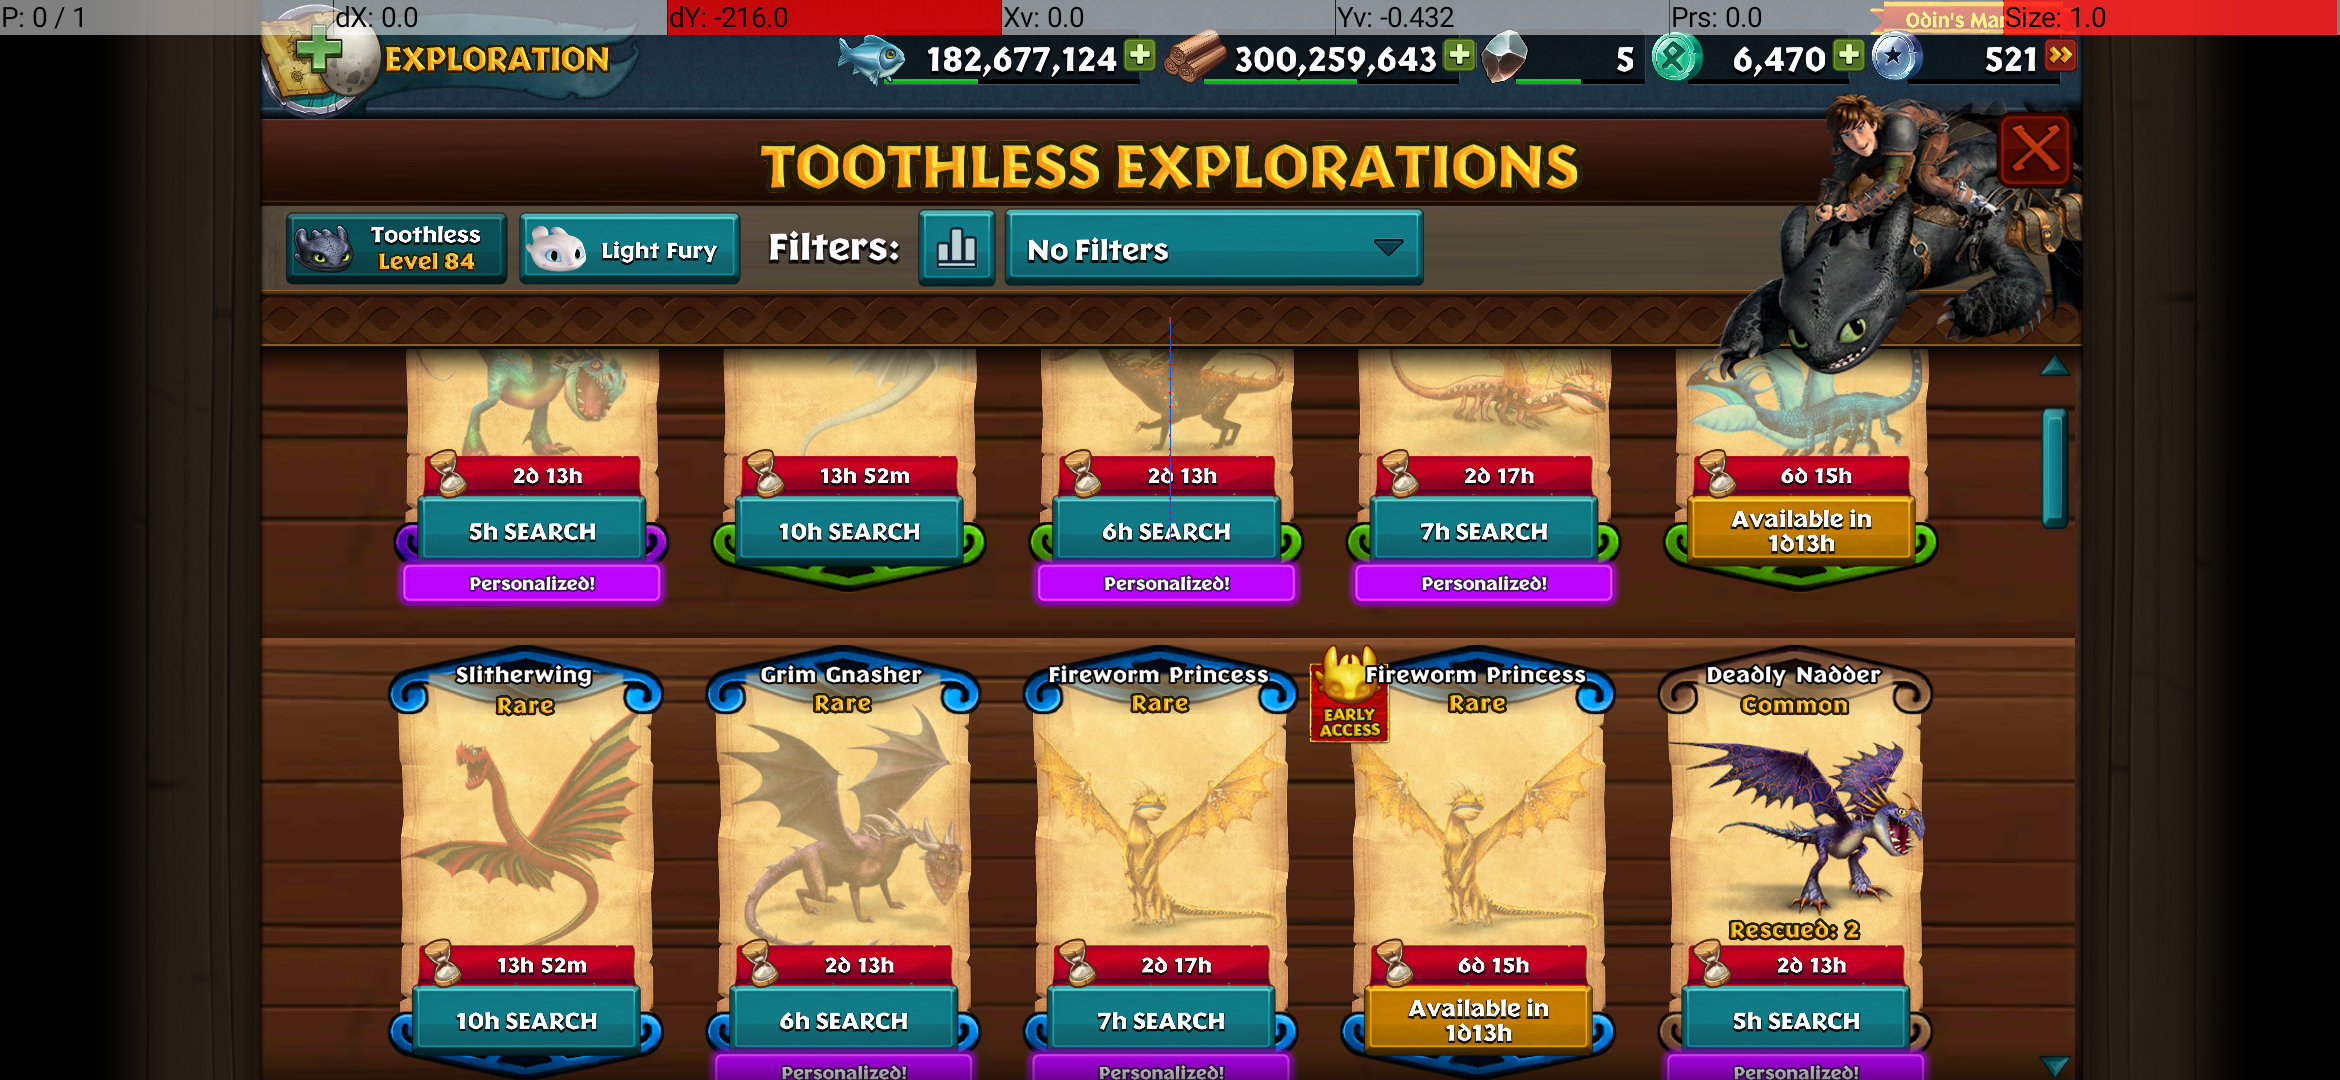 P: 0 / 1
dX: 0.0
dY: -216.0
Xv: 0.0
Yv: -0.432
Prs: 0.0
Size: 1.0
Odin's Mar
EXPLORATION
182,677,124
300,259,643
5
6,470
521
TOOTHLESS EXPLORATIONS
Toothless
Level 84
Light Fury
Filters:
No Filters
2d 13h
13h 52m
2d 13h
2d 17h
6d 15h
5h SEARCH
10h SEARCH
6h SEARCH
7h SEARCH
Available in
1d13h
Personalized!
Personalized!
Personalized!
Slitherwing
Rare
Grim Gnasher
Rare
Fireworm Princess
Rare
EARLY
ACCESS
Fireworm Princess
Rare
Deadly Nadder
Common
Rescued: 2
13h 52m
2d 13h
2d 17h
6d 15h
2d 13h
10h SEARCH
6h SEARCH
7h SEARCH
Available in
1d13h
5h SEARCH
Personalized!
Personalized!
Personalized!